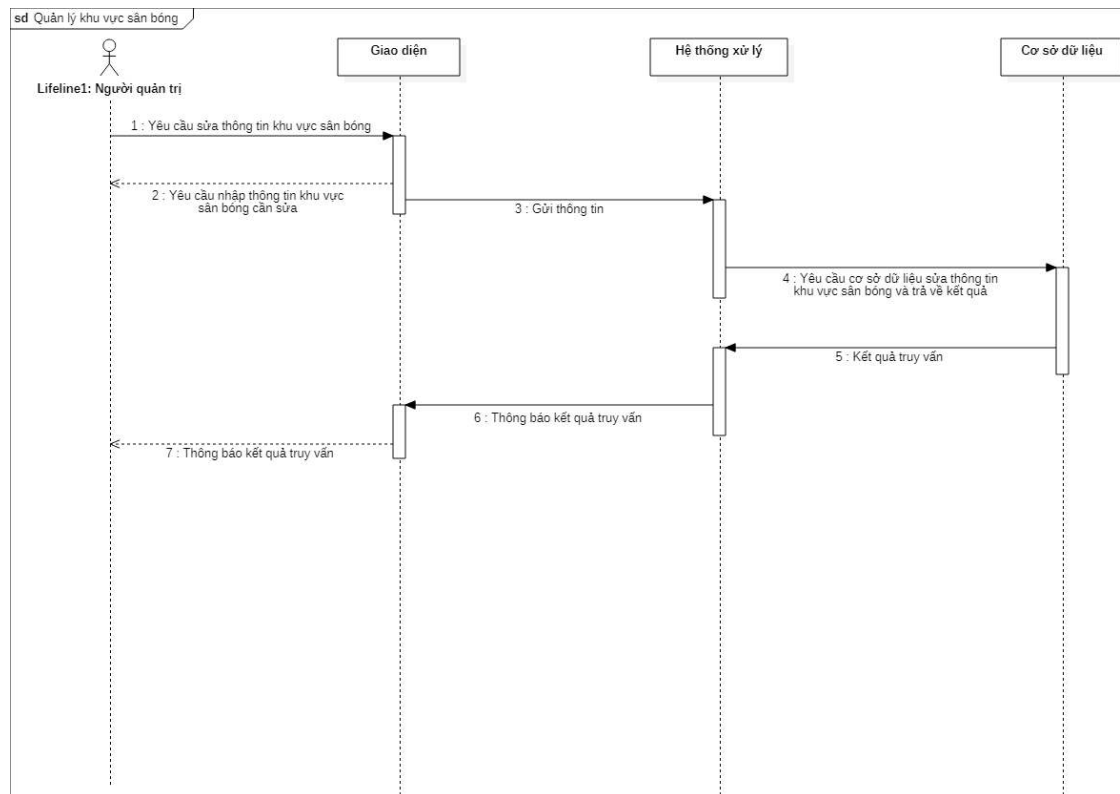 sd Quản lý khu vực sân bóng
Giao diện
Hệ thống xử lý
Cơ sở dữ liệu
Lifeline1: Người quản trị
1 : Yêu cầu sửa thông tin khu vực sân bóng
2 : Yêu cầu nhập thông tin khu vực
sân bóng cần sửa
3 : Gửi thông tin
4 : Yêu cầu cơ sở dữ liệu sửa thông tin
khu vực sân bóng và trả về kết quả
5 : Kết quả truy vấn
6 : Thông báo kết quả truy vấn
7 : Thông báo kết quả truy vấn